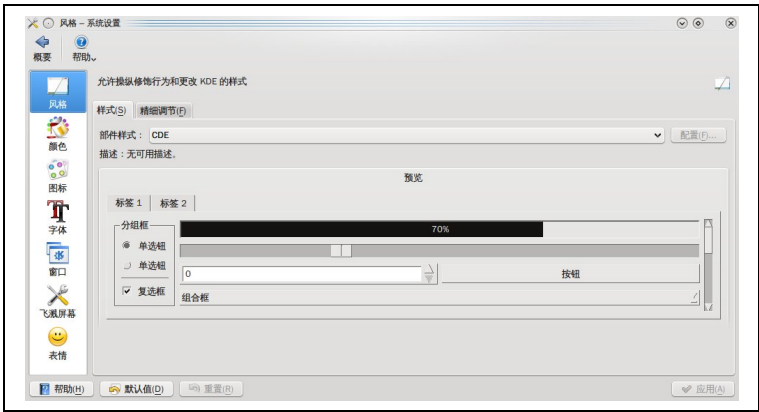 风格 – 系统设置
概要
帮助
允许操纵修饰行为和更改 KDE 的样式
风格
颜色
图标
字体
窗口
飞溅屏幕
表情
样式(S) 精细调节(F)
部件样式： CDE 配置(F)...
描述：无可用描述。
预览
标签 1 标签 2
分组框
70%
单选钮
单选钮
0
按钮
复选框
组合框
帮助(H) 默认值(D) 重置(R) 应用(A)